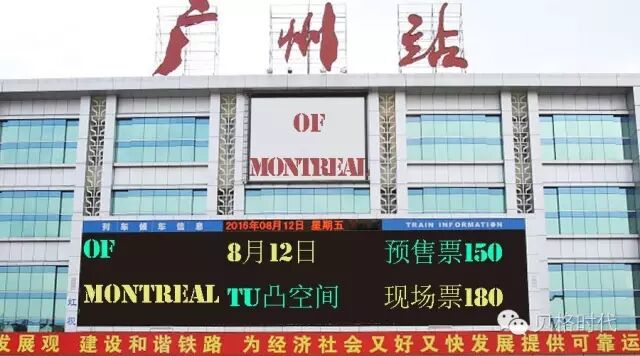 广州站
OF
MONTREAL
列车候车信息 2016年08月12日 星期五 TRAIN INFORMATION
OF 8月12日 预售票150
MONTREAL TU凸空间 现场票180
贝格时代
发展观 建设和谐铁路 为经济社会又好又快发展提供可靠运